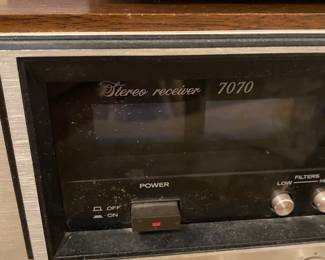 Stereo receiver 7070
POWER
FILTERS
LOW
OFF
ON